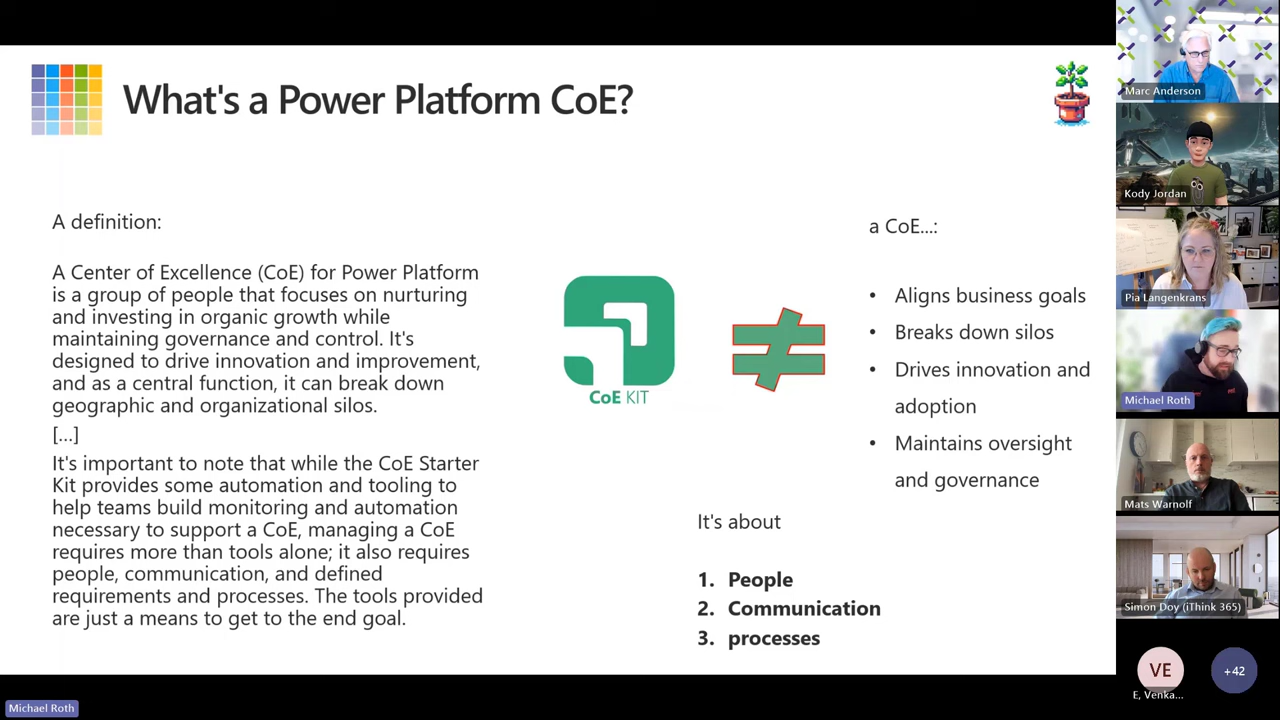 What's a Power Platform CoE?
A definition:
A Center of Excellence (CoE) for Power Platform
is a group of people that focuses on nurturing
and investing in organic growth while
maintaining governance and control. It's
designed to drive innovation and improvement,
and as a central function, it can break down
geographic and organizational silos.
[...]
It's important to note that while the CoE Starter
Kit provides some automation and tooling to
help teams build monitoring and automation
necessary to support a CoE, managing a CoE
requires more than tools alone; it also requires
people, communication, and defined
requirements and processes. The tools provided
are just a means to get to the end goal.
CoE KIT
a CoE...:
• Aligns business goals
• Breaks down silos
• Drives innovation and
adoption
• Maintains oversight
and governance
It's about
1. People
2. Communication
3. processes
Marc Anderson
Kody Jordan
Pia Langenkrans
Michael Roth
Mats Warnolf
Simon Doy (iThink 365)
VE
E, Venka...
+42
Michael Roth